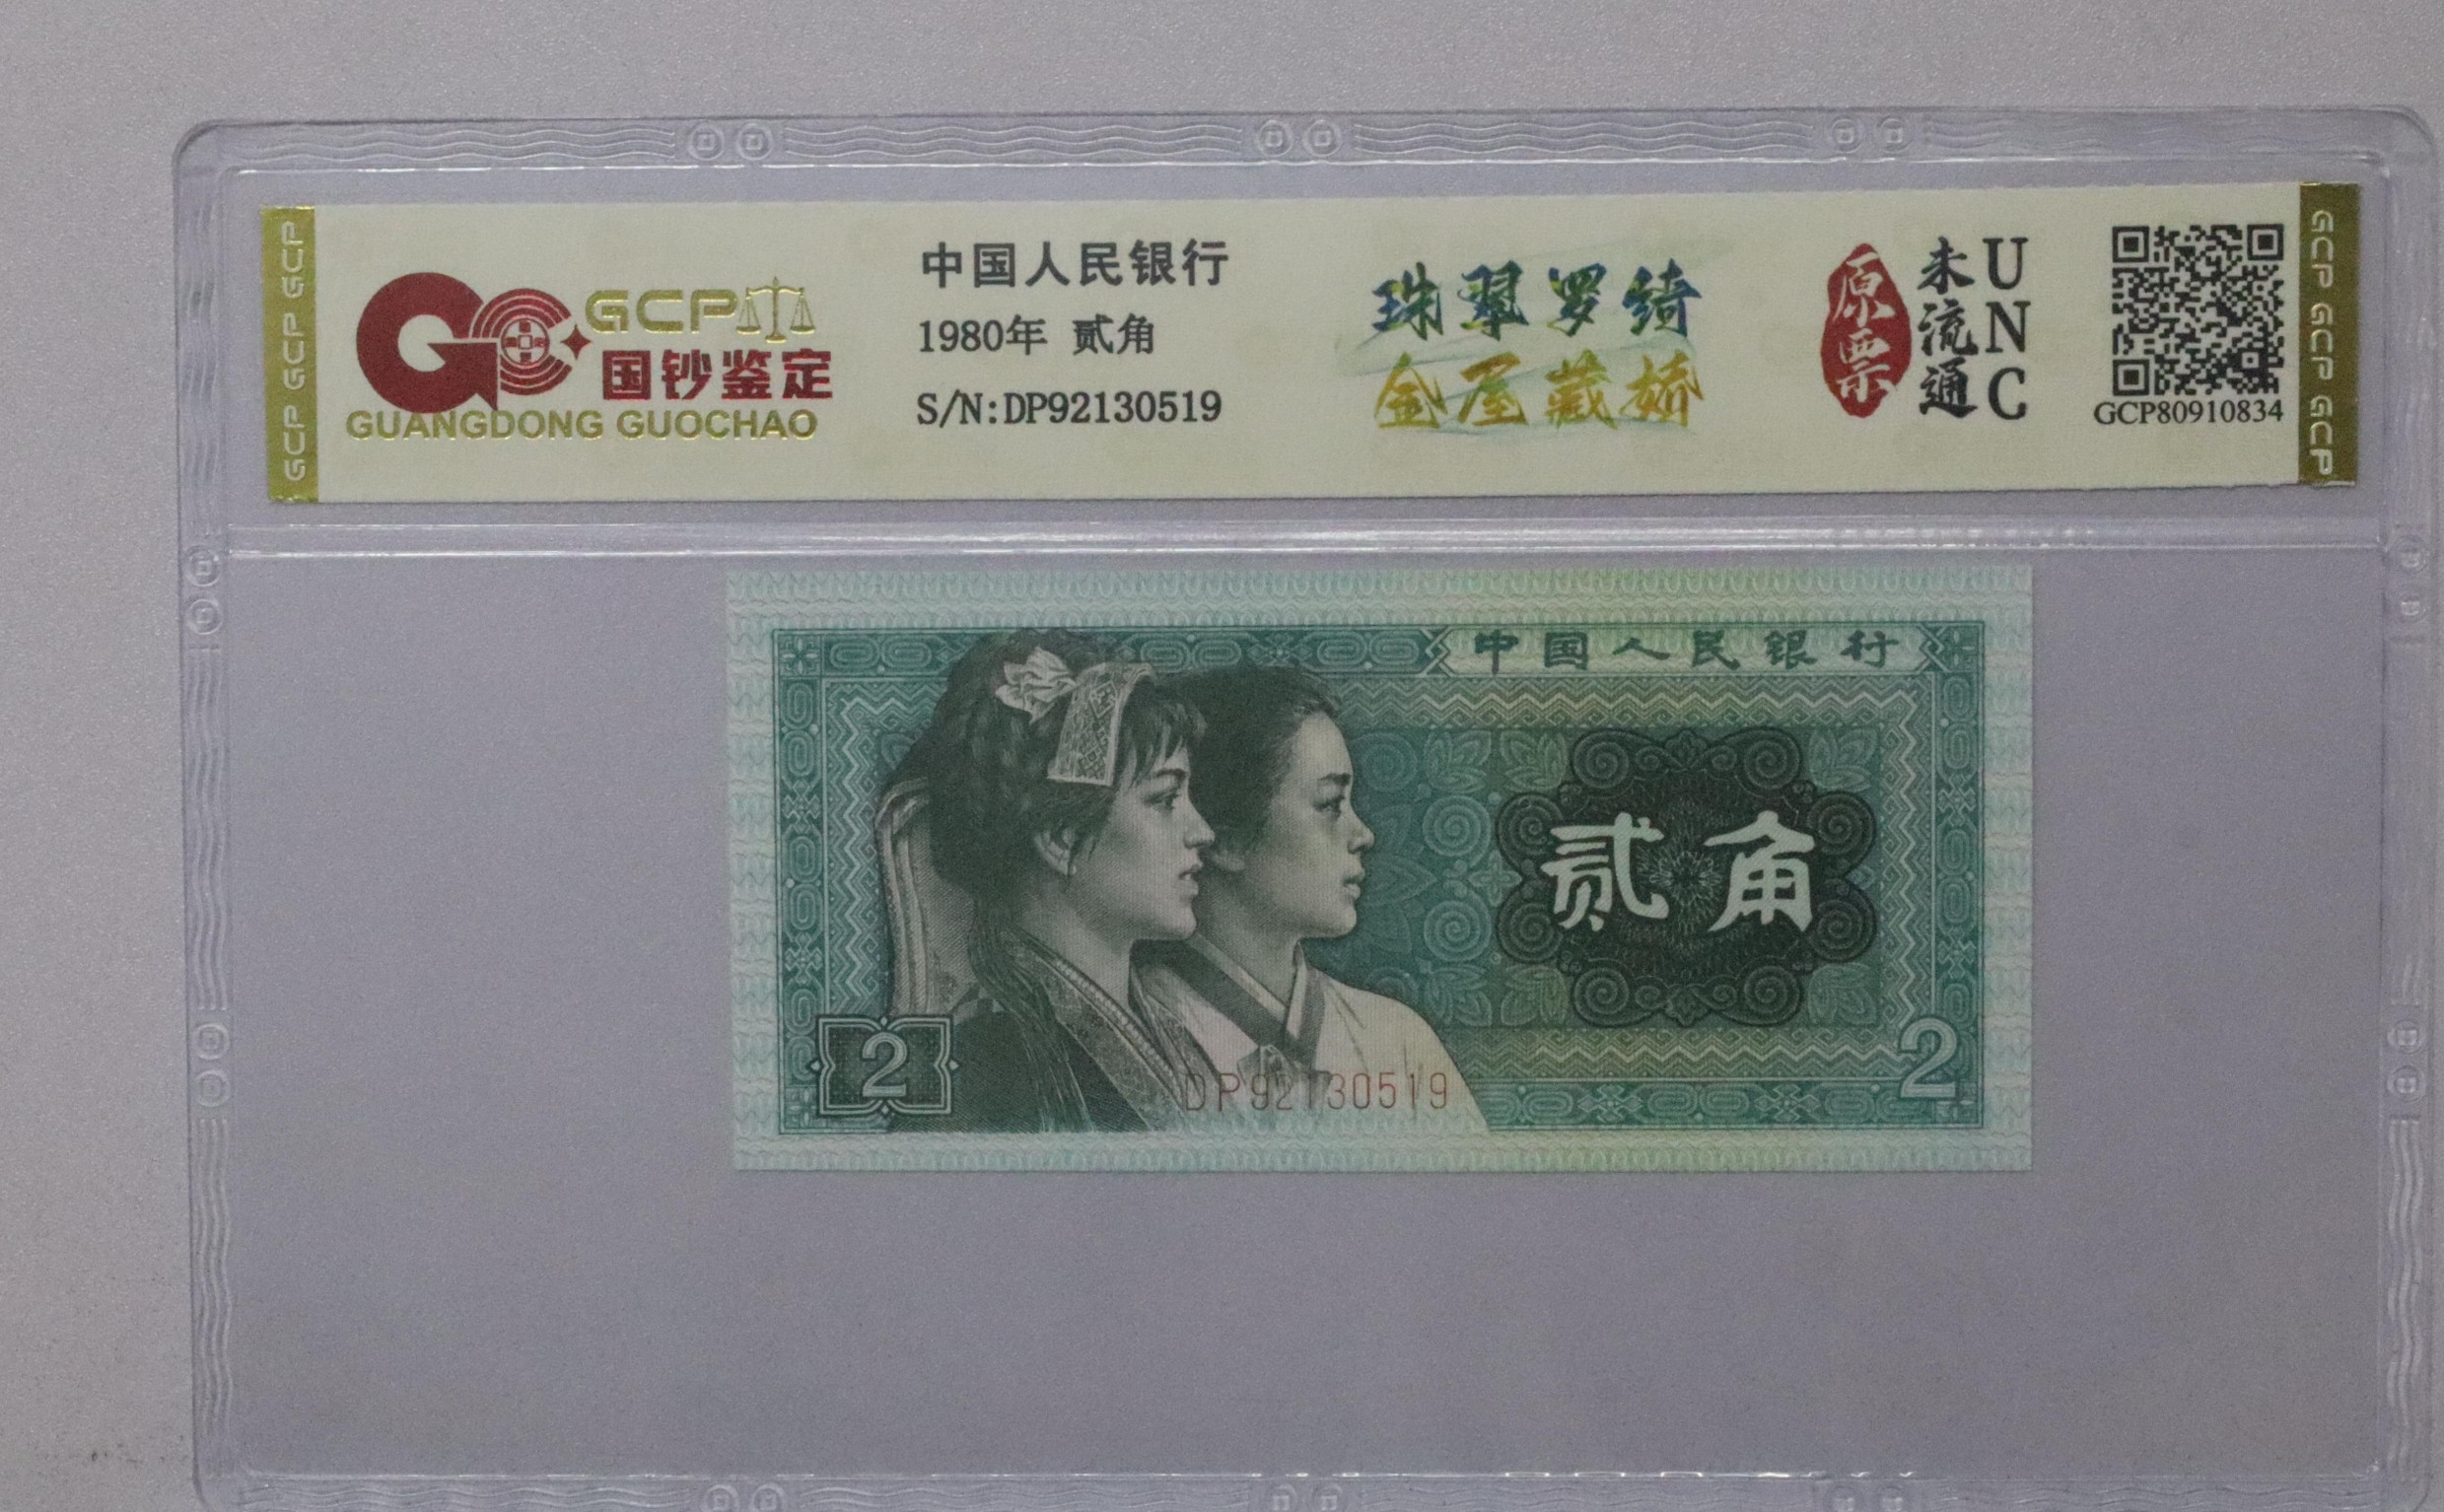 GCP GCP GCP
GCP
国钞鉴定
GUANGDONG GUOCHAO
中国人民银行
1980年 贰角
S/N:DP92130519
珠翠罗绮
金屋藏娇
原票
未流通
UNC
GCP80910834
GCP GCP GCP
中国人民银行
贰角
2
2
DP92130519